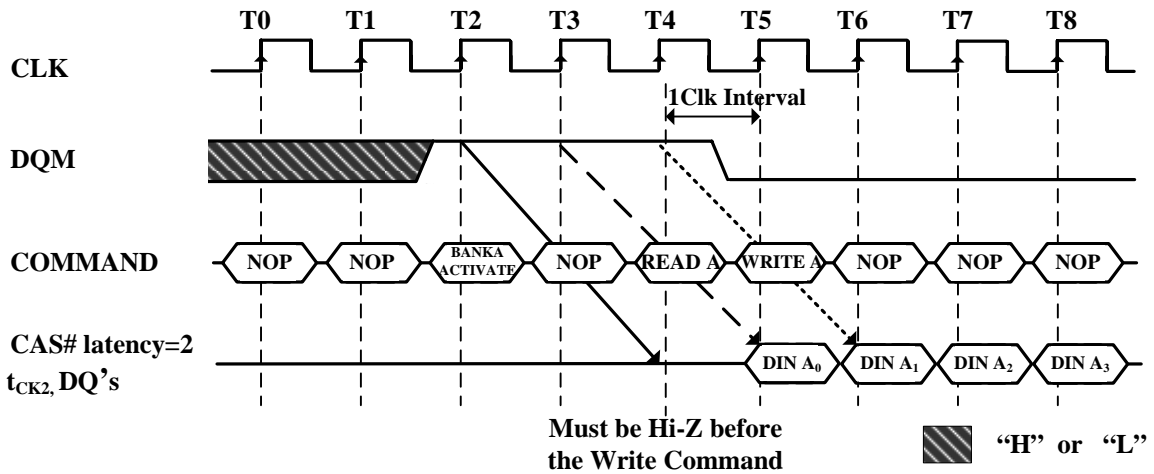 T0 T1 T2 T3 T4 T5 T6 T7 T8
CLK
1Clk Interval
DQM
COMMAND NOP NOP BANKA ACTIVATE NOP READ A WRITE A NOP NOP NOP
CAS# latency=2
tCK2, DQ's DIN A0 DIN A1 DIN A2 DIN A3
Must be Hi-Z before
the Write Command
“H” or “L”